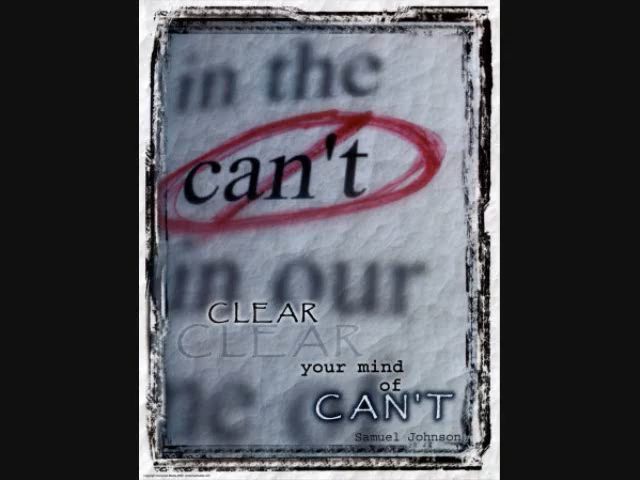 in the
can't
in our
CLEAR
CLEAR
your mind
of
CAN'T
Samuel Johnson